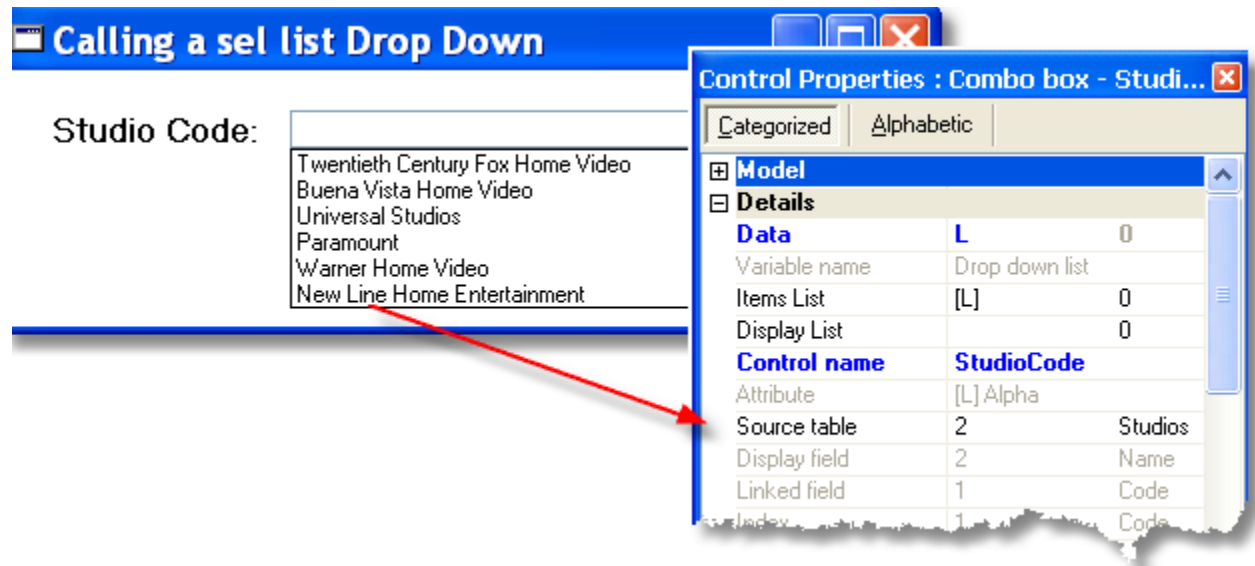 Calling a sel list Drop Down
Studio Code:
Twentieth Century Fox Home Video
Buena Vista Home Video
Universal Studios
Paramount
Warner Home Video
New Line Home Entertainment
Control Properties : Combo box - Studi...
Categorized Alphabetic
Model
Details
Data L 0
Variable name Drop down list
Items List [L] 0
Display List 0
Control name StudioCode
Attribute [L] Alpha
Source table 2 Studios
Display field 2 Name
Linked field 1 Code
Index 1 Code